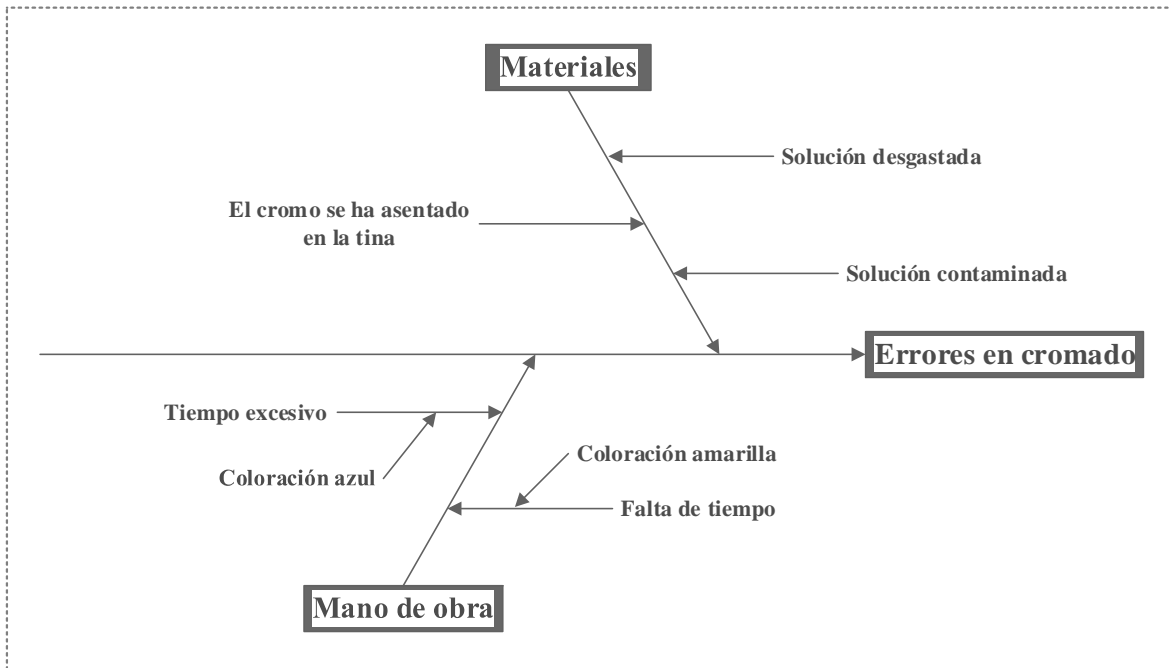 Materiales
Solución desgastada
El cromo se ha asentado
en la tina
Solución contaminada
Errores en cromado
Tiempo excesivo
Coloración amarilla
Coloración azul
Falta de tiempo
Mano de obra